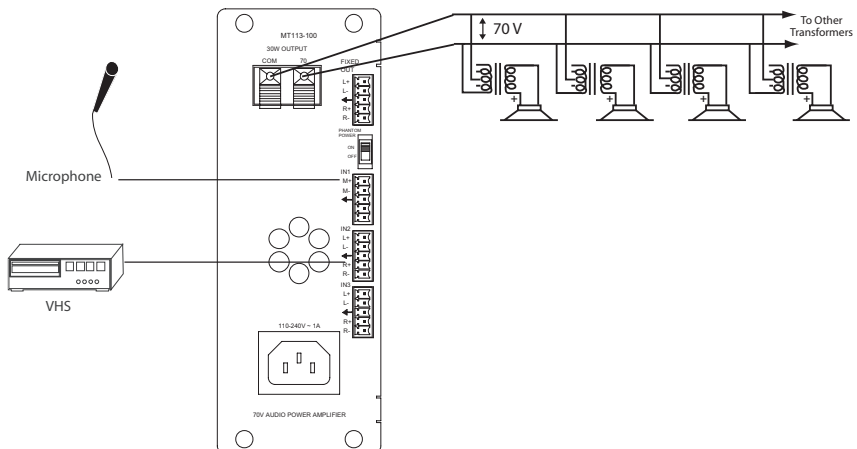 MT113-100
30W OUTPUT
COM 70
FIXED
OUT
L+
L-
R+
R-
PHANTOM
POWER
ON
OFF
IN1
M+
M-
IN2
L+
L-
R+
R-
IN3
L+
L-
R+
R-
110-240V ~ 1A
70V AUDIO POWER AMPLIFIER
Microphone
VHS
70 V
To Other
Transformers
+
+
+
+